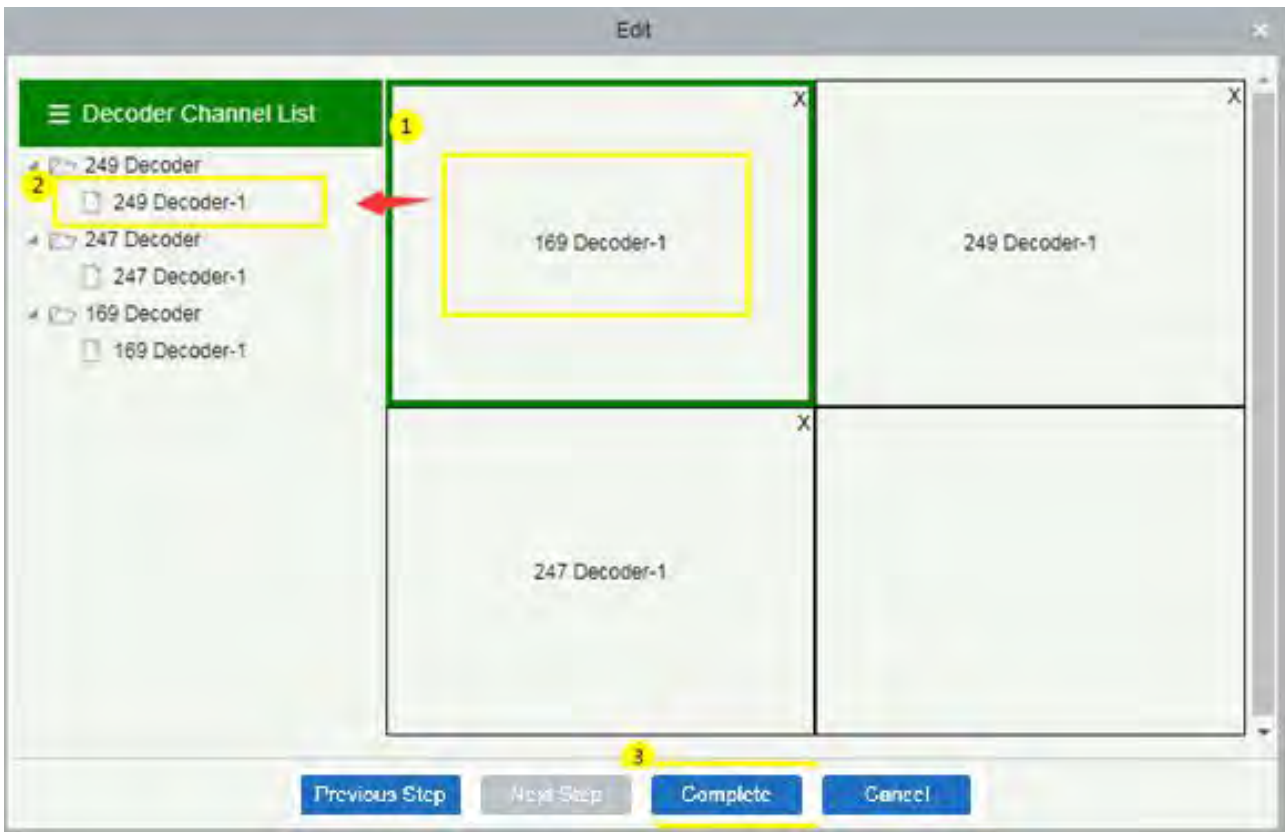 Edit
Decoder Channel List
249 Decoder
249 Decoder-1
247 Decoder
247 Decoder-1
169 Decoder
169 Decoder-1
1
2
X
169 Decoder-1
X
249 Decoder-1
X
247 Decoder-1
3
Previous Step
Next Step
Complete
Cancel